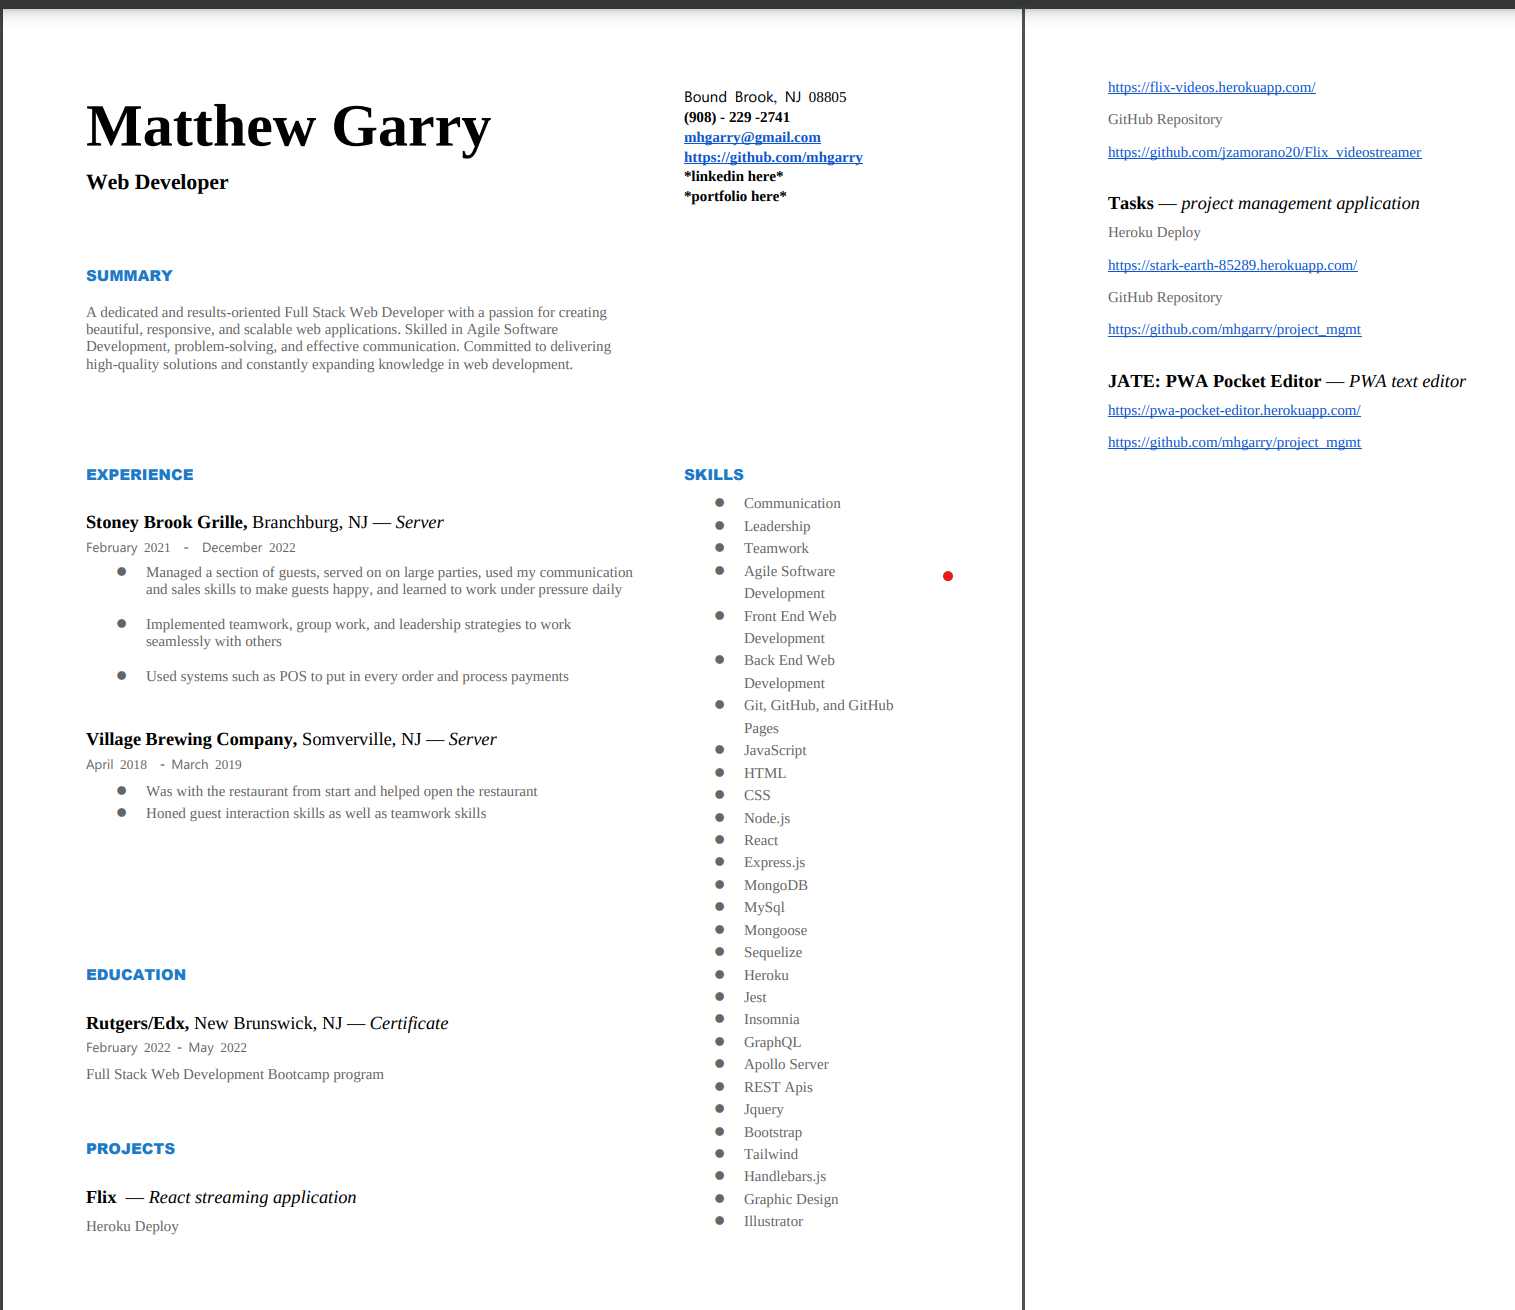 Matthew Garry
Web Developer
Bound Brook, NJ 08805
(908) - 229 -2741
mhgarry@gmail.com
https://github.com/mhgarry
*linkedin here*
*portfolio here*
SUMMARY
A dedicated and results-oriented Full Stack Web Developer with a passion for creating
beautiful, responsive, and scalable web applications. Skilled in Agile Software
Development, problem-solving, and effective communication. Committed to delivering
high-quality solutions and constantly expanding knowledge in web development.
EXPERIENCE
Stoney Brook Grille, Branchburg, NJ — Server
February 2021 - December 2022
● Managed a section of guests, served on on large parties, used my communication
and sales skills to make guests happy, and learned to work under pressure daily
● Implemented teamwork, group work, and leadership strategies to work
seamlessly with others
● Used systems such as POS to put in every order and process payments
Village Brewing Company, Somverville, NJ — Server
April 2018 - March 2019
● Was with the restaurant from start and helped open the restaurant
● Honed guest interaction skills as well as teamwork skills
EDUCATION
Rutgers/Edx, New Brunswick, NJ — Certificate
February 2022 - May 2022
Full Stack Web Development Bootcamp program
PROJECTS
Flix — React streaming application
Heroku Deploy
SKILLS
● Communication
● Leadership
● Teamwork
● Agile Software
Development
● Front End Web
Development
● Back End Web
Development
● Git, GitHub, and GitHub
Pages
● JavaScript
● HTML
● CSS
● Node.js
● React
● Express.js
● MongoDB
● MySql
● Mongoose
● Sequelize
● Heroku
● Jest
● Insomnia
● GraphQL
● Apollo Server
● REST Apis
● Jquery
● Bootstrap
● Tailwind
● Handlebars.js
● Graphic Design
● Illustrator
https://flix-videos.herokuapp.com/
GitHub Repository
https://github.com/jzamorano20/Flix_videostreamer
Tasks — project management application
Heroku Deploy
https://stark-earth-85289.herokuapp.com/
GitHub Repository
https://github.com/mhgarry/project_mgmt
JATE: PWA Pocket Editor — PWA text editor
https://pwa-pocket-editor.herokuapp.com/
https://github.com/mhgarry/project_mgmt